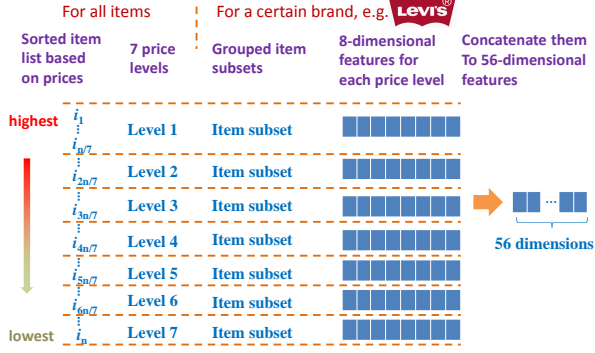 For all items
For a certain brand, e.g. LEVI'S®
Sorted item list based on prices
7 price levels
Grouped item subsets
8-dimensional features for each price level
Concatenate them To 56-dimensional features
highest
i1
Level 1
Item subset
in/7
i2n/7
Level 2
Item subset
i3n/7
Level 3
Item subset
i4n/7
Level 4
Item subset
i5n/7
Level 5
Item subset
i6n/7
Level 6
Item subset
lowest
in
Level 7
Item subset
...
56 dimensions